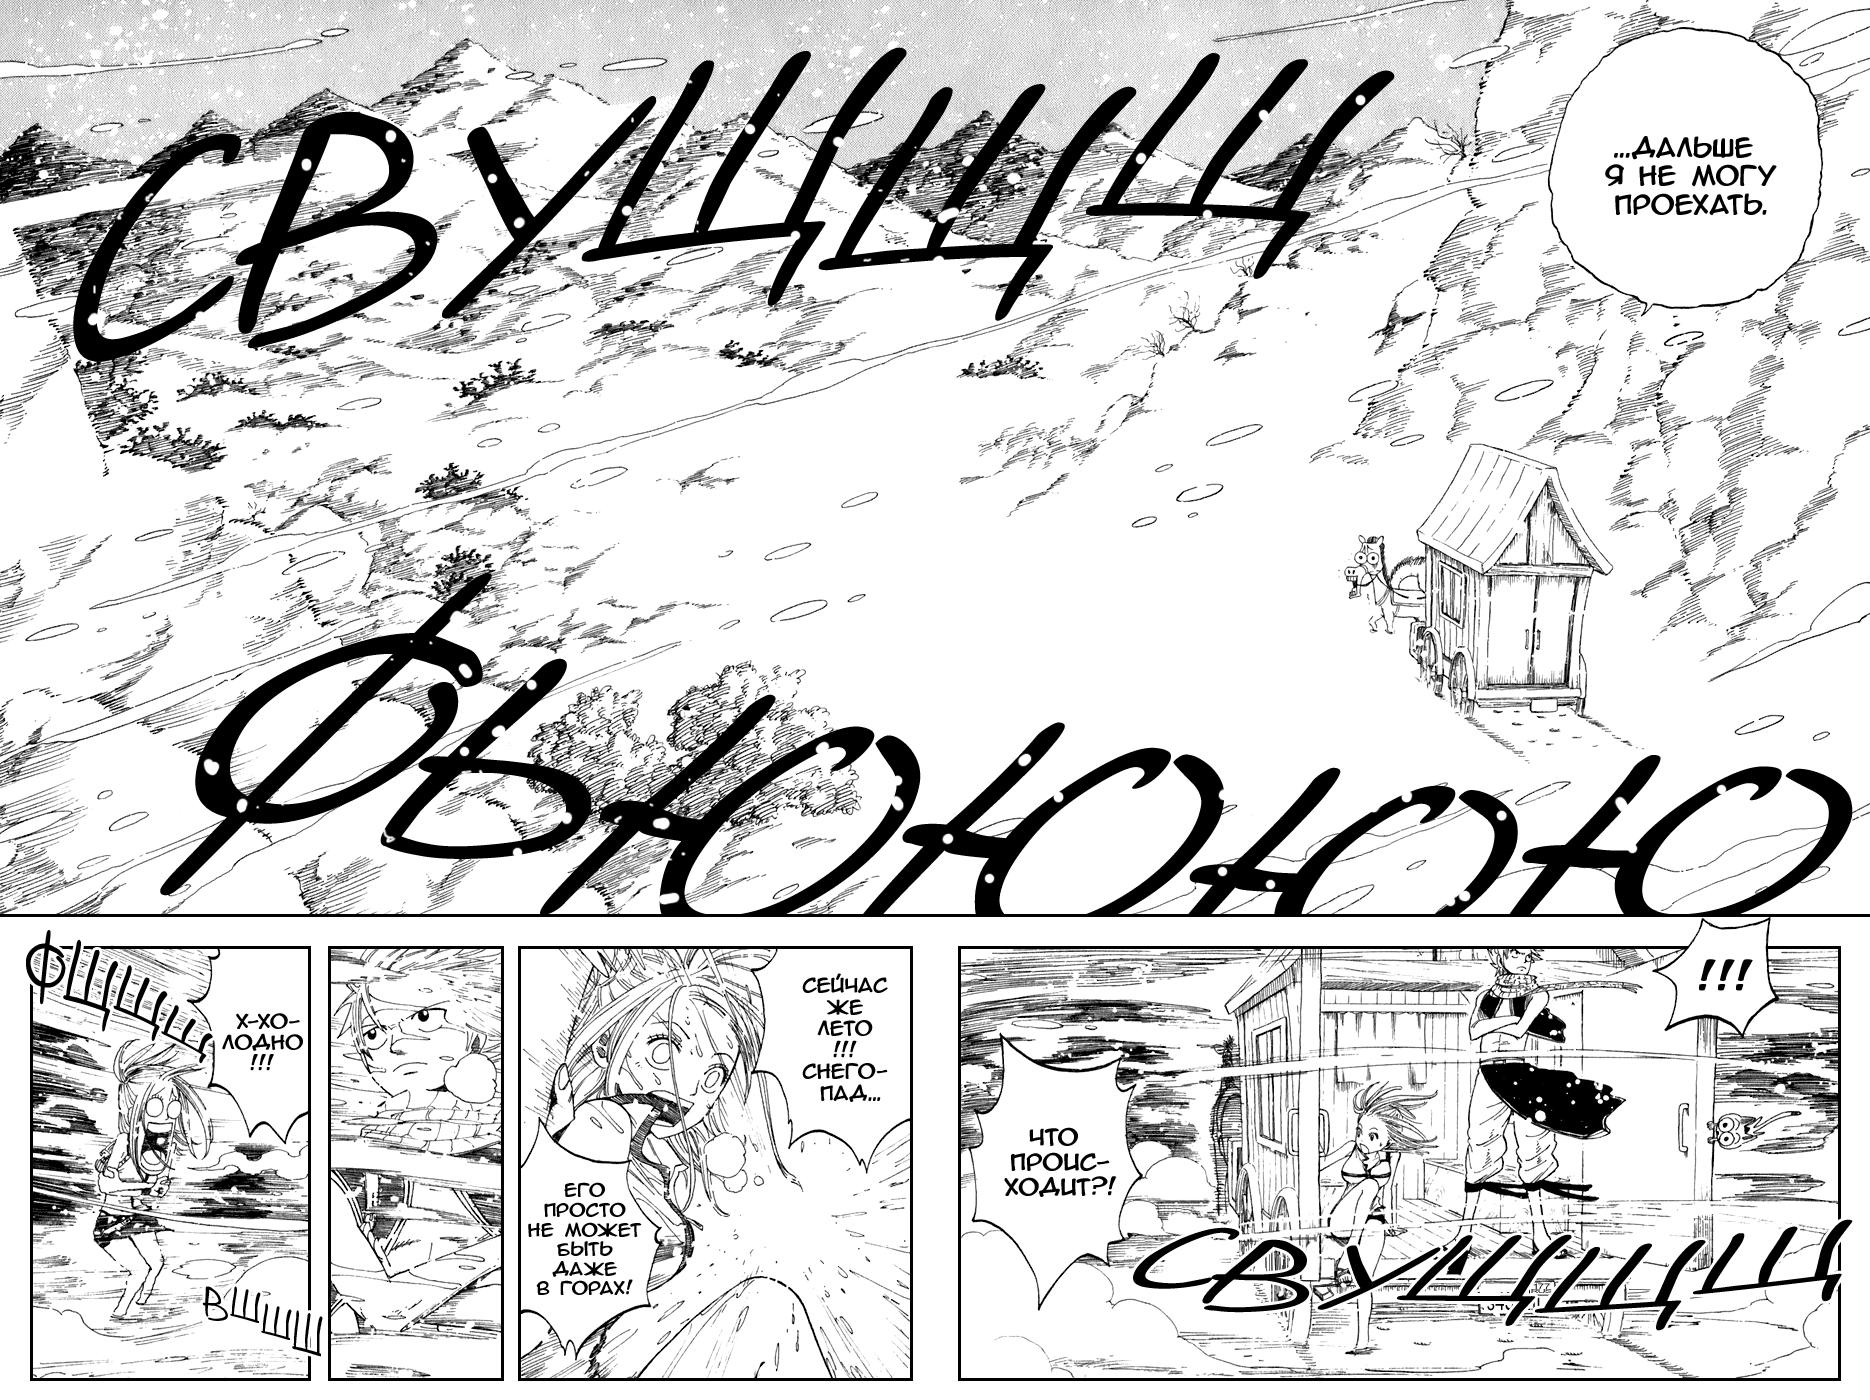 ...ДАЛЬШЕ
Я НЕ МОГУ
ПРОЕХАТЬ.
СВУЩЩЩ
ФЬЮЮЮЮ
!!!
ЧТО
ПРОИС-
ХОДИТ?!
СВУЩЩЩ
СЕЙЧАС
ЖЕ
ЛЕТО
!!!
СНЕГО-
ПАД...
ЕГО
ПРОСТО
НЕ МОЖЕТ
БЫТЬ
ДАЖЕ
В ГОРАХ!
ФЩЩЩЩ
Х-ХО-
ЛОДНО
!!!
ВШШШ